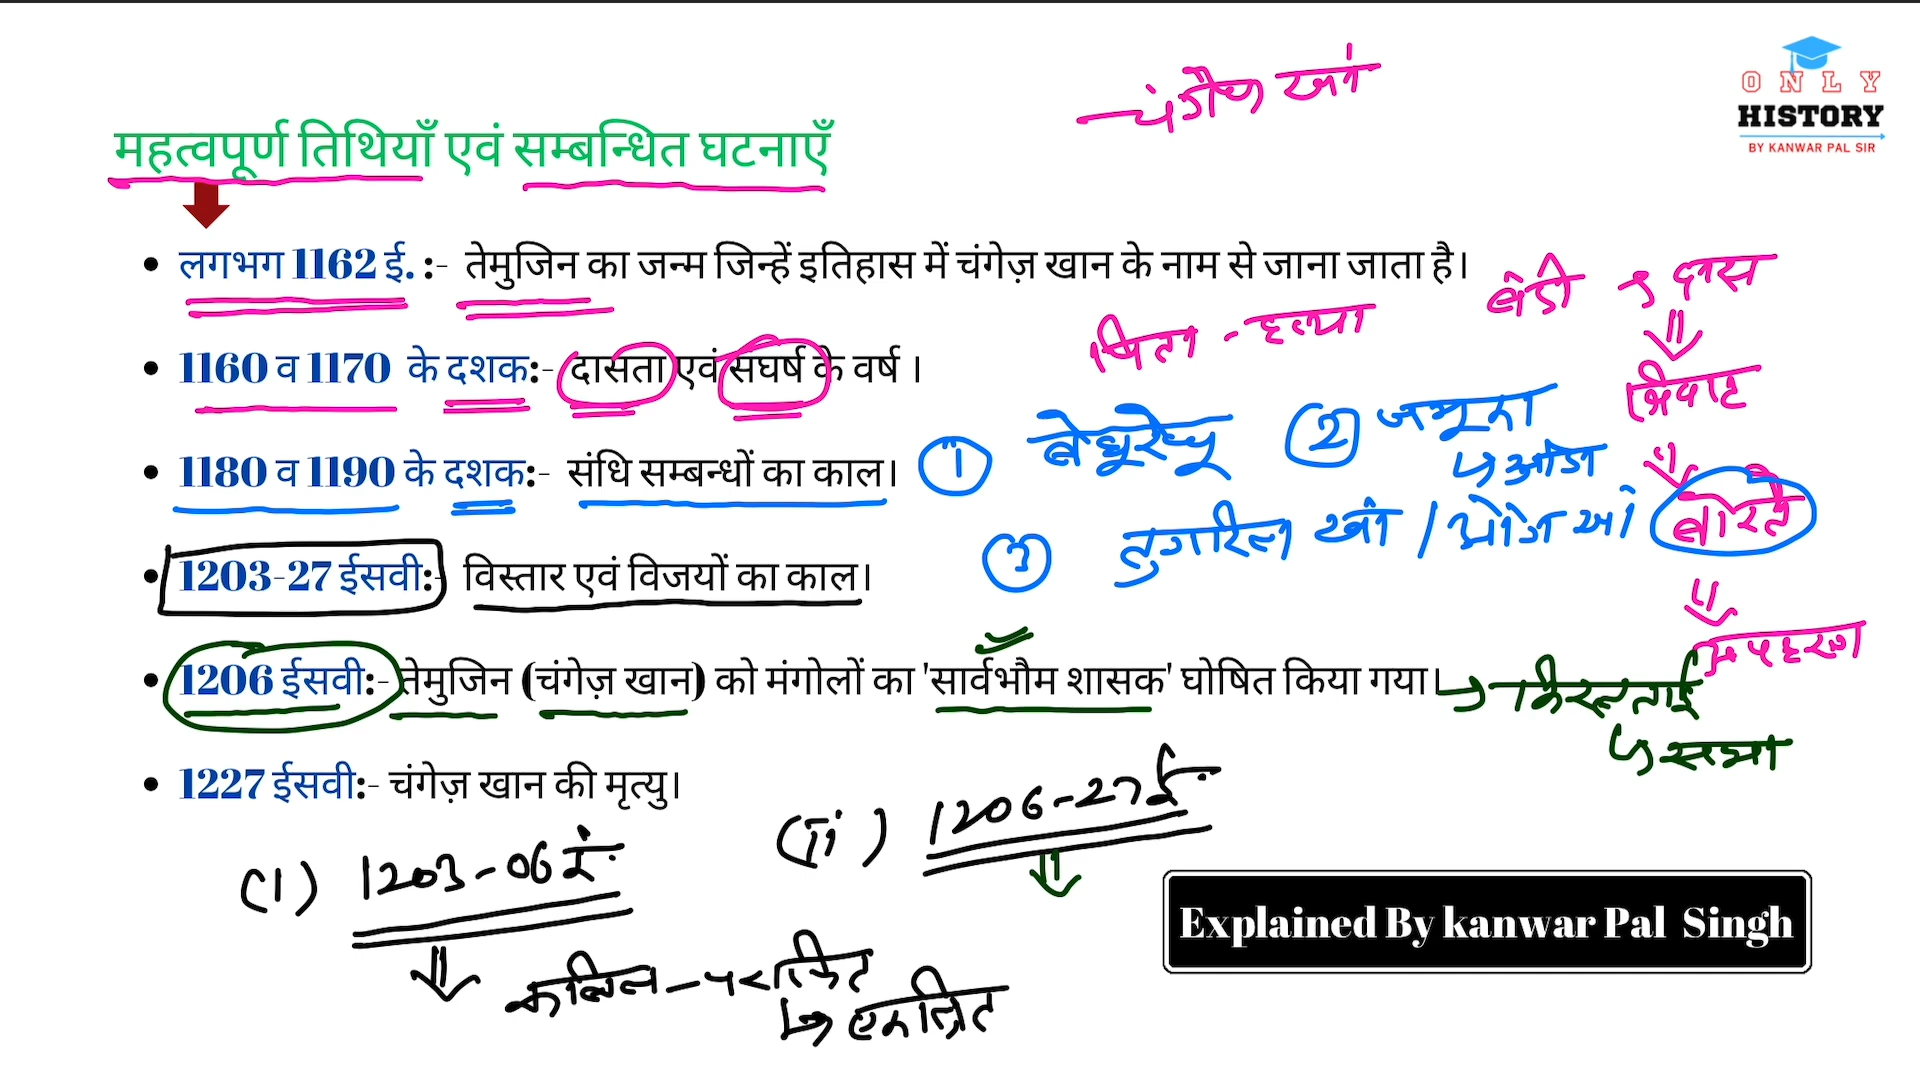 चंगेज खां
ONLY
HISTORY
BY KANWAR PAL SIR
महत्वपूर्ण तिथियाँ एवं सम्बन्धित घटनाएँ
लगभग 1162 ई. :- तेमुजिन का जन्म जिन्हें इतिहास में चंगेज़ खान के नाम से जाना जाता है।
पिता - हत्या
दास
विवाह
1160 व 1170 के दशक:- दासता एवं संघर्ष के वर्ष ।
1180 व 1190 के दशक:- संधि सम्बन्धों का काल।
1
2 जमूका
3 तुगरिल खां /
1203-27 ईसवी:- विस्तार एवं विजयों का काल।
अपहरण
1206 ईसवी:- तेमुजिन (चंगेज़ खान) को मंगोलों का 'सार्वभौम शासक' घोषित किया गया।
सभा
1227 ईसवी:- चंगेज़ खान की मृत्यु।
(i) 1203-06 ई.
(ii) 1206-27 ई.
पराजित
एकत्रित
Explained By kanwar Pal Singh